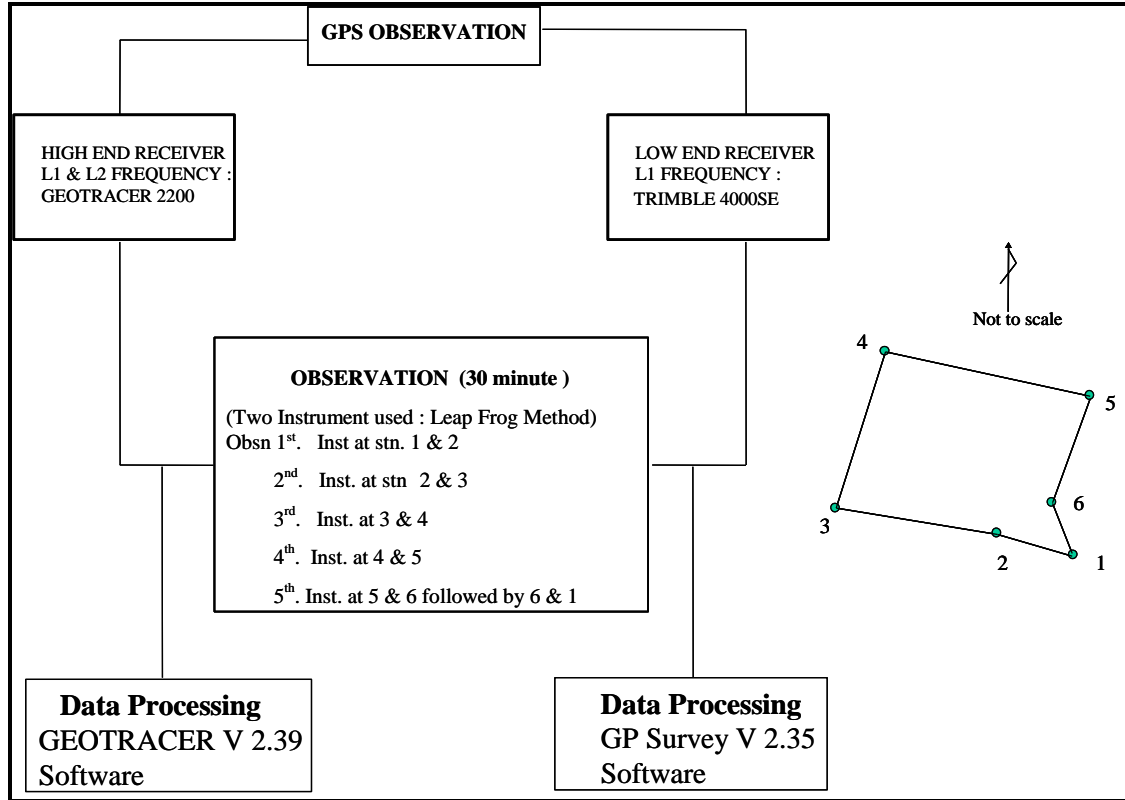 GPS OBSERVATION
HIGH END RECEIVER
L1 & L2 FREQUENCY :
GEOTRACER 2200
LOW END RECEIVER
L1 FREQUENCY :
TRIMBLE 4000SE
OBSERVATION (30 minute )
(Two Instrument used : Leap Frog Method)
Obsn 1st. Inst at stn. 1 & 2
2nd. Inst. at stn 2 & 3
3rd. Inst. at 3 & 4
4th. Inst. at 4 & 5
5th. Inst. at 5 & 6 followed by 6 & 1
Not to scale
4
5
6
3
2
1
Data Processing
GEOTRACER V 2.39
Software
Data Processing
GP Survey V 2.35
Software